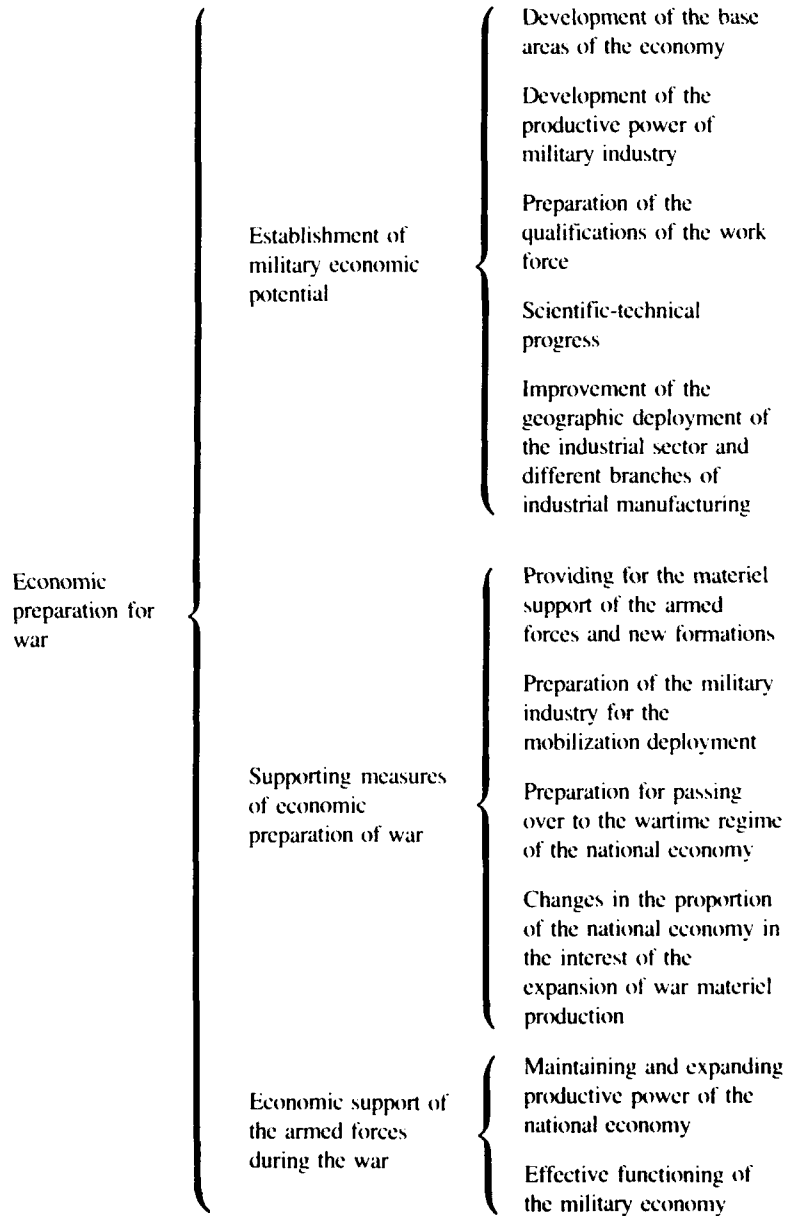 Economic
preparation for
war
Establishment of
military economic
potential
Development of the base
areas of the economy
Development of the
productive power of
military industry
Preparation of the
qualifications of the work
force
Scientific-technical
progress
Improvement of the
geographic deployment of
the industrial sector and
different branches of
industrial manufacturing
Supporting measures
of economic
preparation of war
Providing for the materiel
support of the armed
forces and new formations
Preparation of the military
industry for the
mobilization deployment
Preparation for passing
over to the wartime regime
of the national economy
Changes in the proportion
of the national economy in
the interest of the
expansion of war materiel
production
Economic support of
the armed forces
during the war
Maintaining and expanding
productive power of the
national economy
Effective functioning of
the military economy